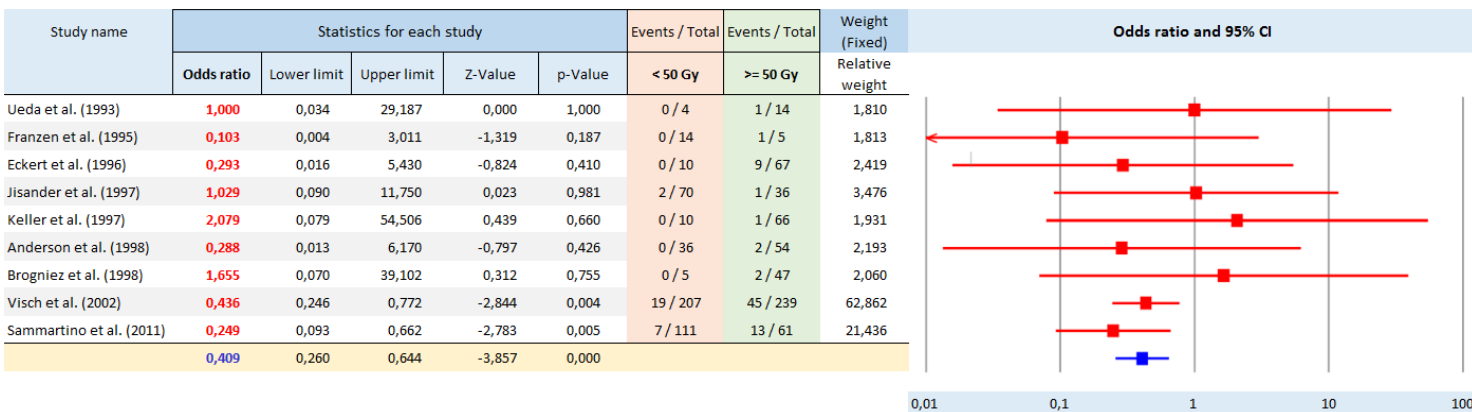 Study name Statistics for each study Events / Total Events / Total Weight (Fixed) Odds ratio and 95% CI
Odds ratio Lower limit Upper limit Z-Value p-Value < 50 Gy >= 50 Gy Relative weight
Ueda et al. (1993) 1,000 0,034 29,187 0,000 1,000 0 / 4 1 / 14 1,810
Franzen et al. (1995) 0,103 0,004 3,011 -1,319 0,187 0 / 14 1 / 5 1,813
Eckert et al. (1996) 0,293 0,016 5,430 -0,824 0,410 0 / 10 9 / 67 2,419
Jisander et al. (1997) 1,029 0,090 11,750 0,023 0,981 2 / 70 1 / 36 3,476
Keller et al. (1997) 2,079 0,079 54,506 0,439 0,660 0 / 10 1 / 66 1,931
Anderson et al. (1998) 0,288 0,013 6,170 -0,797 0,426 0 / 36 2 / 54 2,193
Brogniez et al. (1998) 1,655 0,070 39,102 0,312 0,755 0 / 5 2 / 47 2,060
Visch et al. (2002) 0,436 0,246 0,772 -2,844 0,004 19 / 207 45 / 239 62,862
Sammartino et al. (2011) 0,249 0,093 0,662 -2,783 0,005 7 / 111 13 / 61 21,436
0,409 0,260 0,644 -3,857 0,000
0,01 0,1 1 10 100